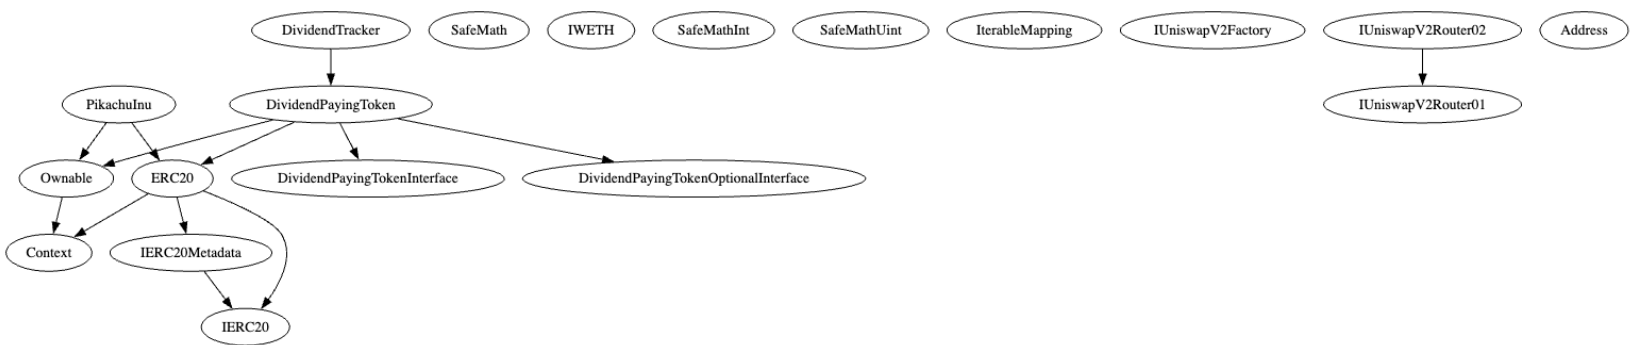 DividendTracker
SafeMath
IWETH
SafeMathInt
SafeMathUint
IterableMapping
IUniswapV2Factory
IUniswapV2Router02
Address
PikachuInu
DividendPayingToken
IUniswapV2Router01
Ownable
ERC20
DividendPayingTokenInterface
DividendPayingTokenOptionalInterface
Context
IERC20Metadata
IERC20